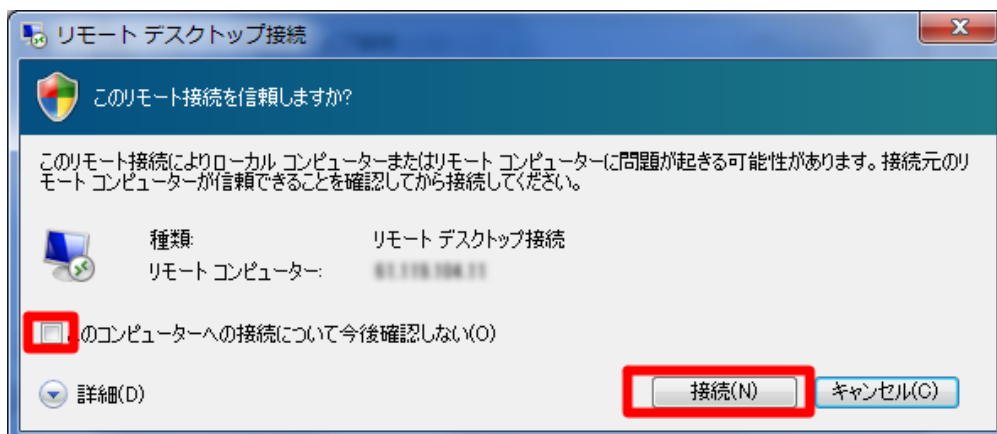 リモート デスクトップ接続
このリモート接続を信頼しますか?
このリモート接続によりローカル コンピューターまたはリモート コンピューターに問題が起きる可能性があります。接続元のリ
モート コンピューターが信頼できることを確認してから接続してください。
種類: リモート デスクトップ接続
リモート コンピューター:
このコンピューターへの接続について今後確認しない(O)
詳細(D) 接続(N) キャンセル(C)